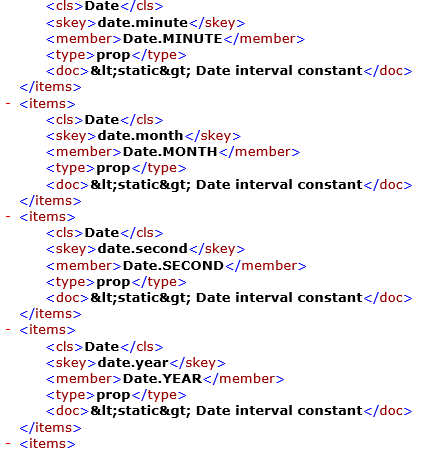 <cls>Date</cls>
<skey>date.minute</skey>
<member>Date.MINUTE</member>
<type>prop</type>
<doc>&lt;static&gt; Date interval constant</doc>
</items>
- <items>
<cls>Date</cls>
<skey>date.month</skey>
<member>Date.MONTH</member>
<type>prop</type>
<doc>&lt;static&gt; Date interval constant</doc>
</items>
- <items>
<cls>Date</cls>
<skey>date.second</skey>
<member>Date.SECOND</member>
<type>prop</type>
<doc>&lt;static&gt; Date interval constant</doc>
</items>
- <items>
<cls>Date</cls>
<skey>date.year</skey>
<member>Date.YEAR</member>
<type>prop</type>
<doc>&lt;static&gt; Date interval constant</doc>
</items>
- <items>